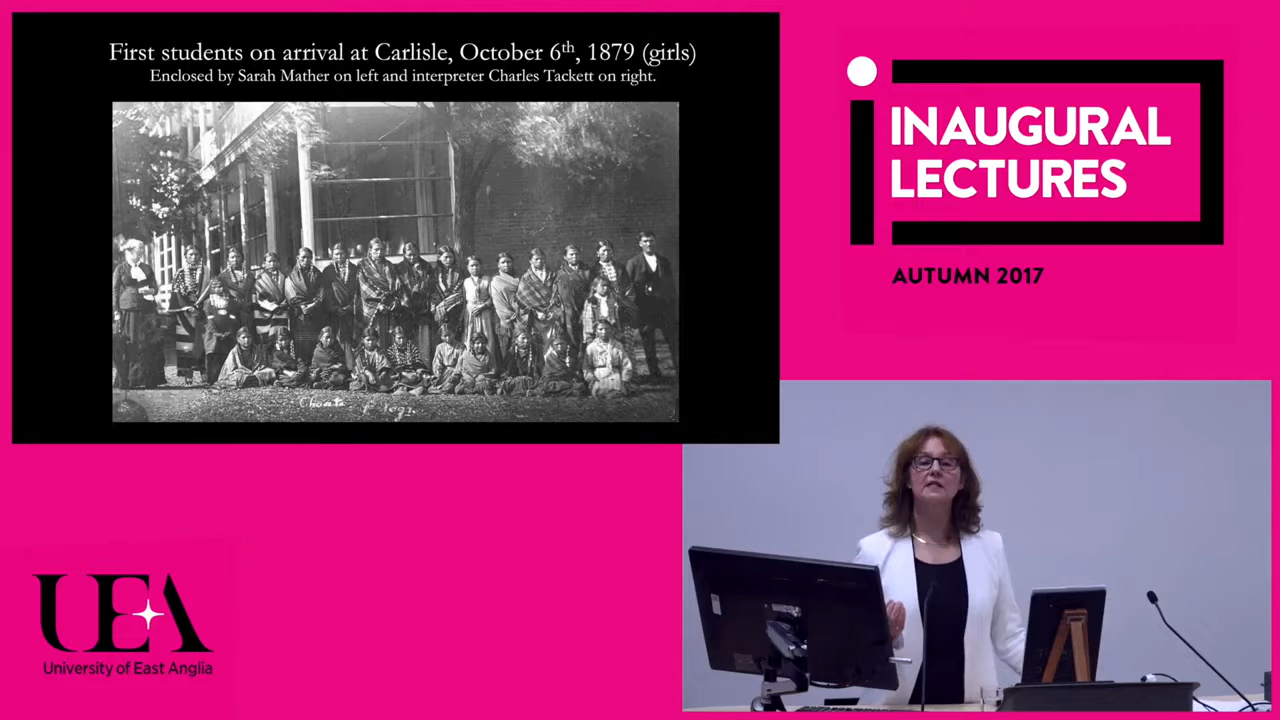 First students on arrival at Carlisle, October 6th, 1879 (girls)
Enclosed by Sarah Mather on left and interpreter Charles Tackett on right.
Choate
INAUGURAL
LECTURES
AUTUMN 2017
UEA
University of East Anglia